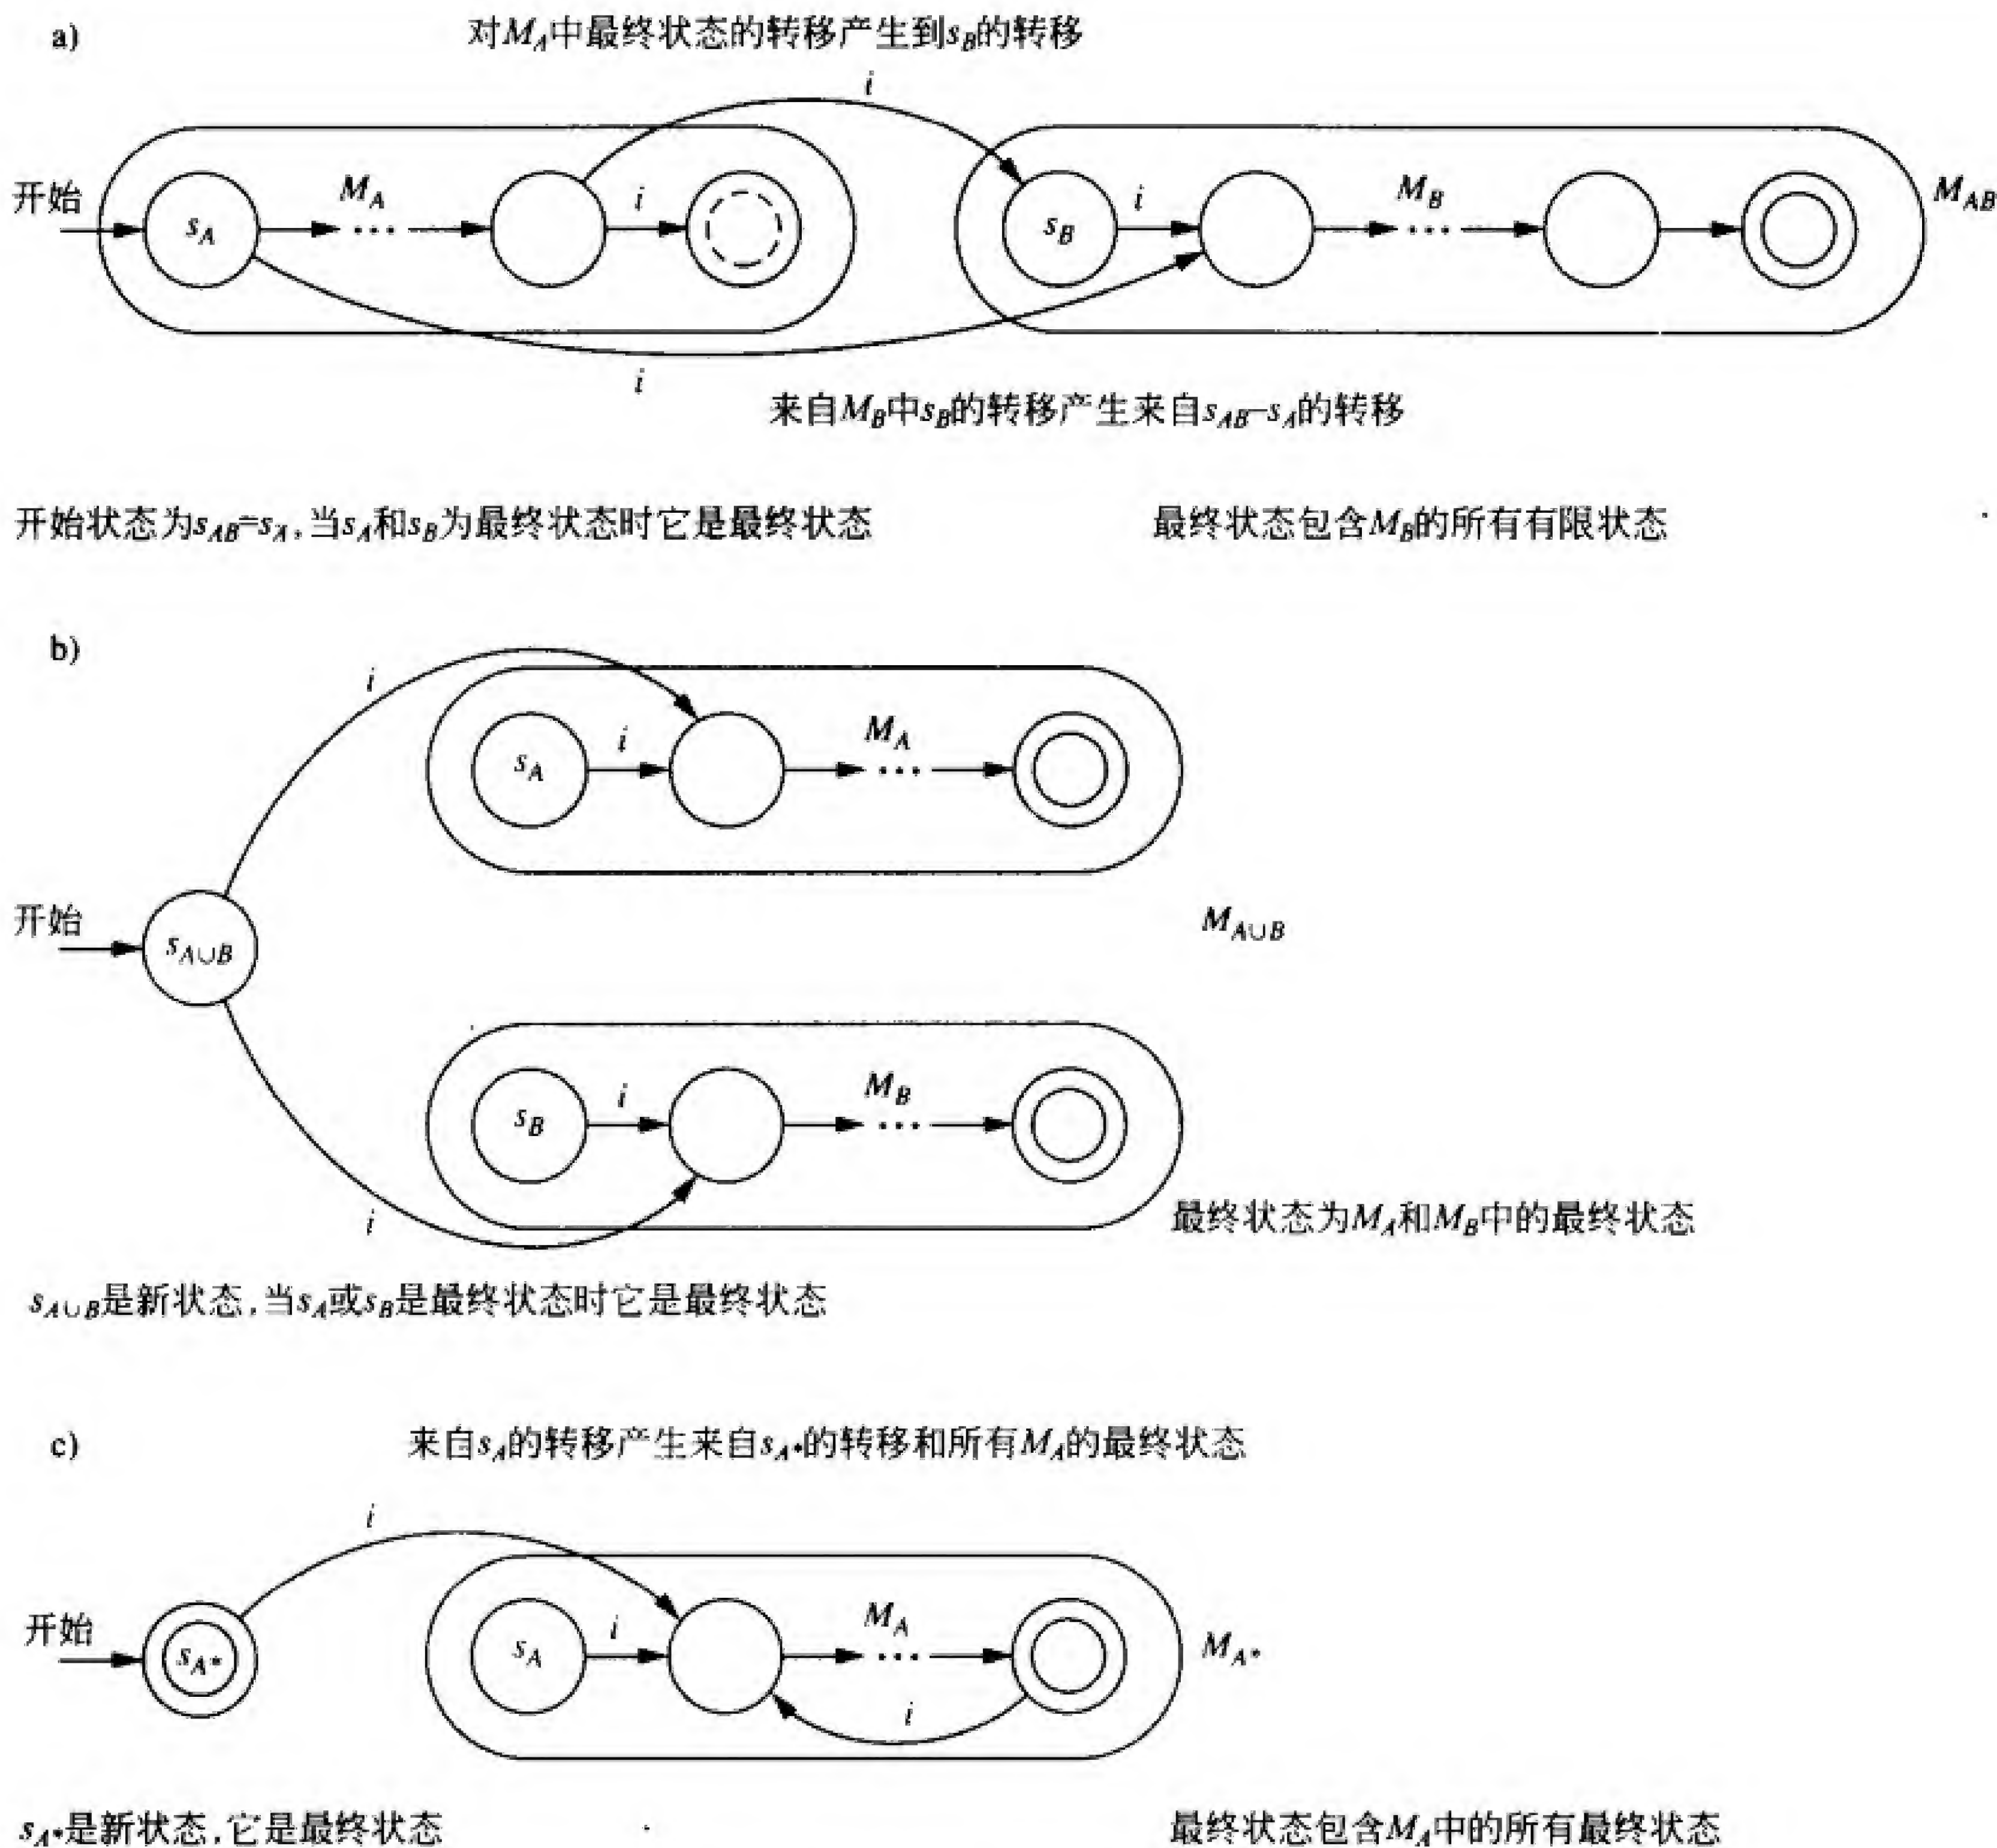 a)
对M_A中最终状态的转移产生到s_B的转移
i
开始
s_A
M_A
...
i
s_B
i
M_B
...
M_AB
i
来自M_B中s_B的转移产生来自s_AB-s_A的转移
开始状态为s_AB=s_A,当s_A和s_B为最终状态时它是最终状态
最终状态包含M_B的所有有限状态
b)
i
s_A
i
M_A
...
开始
s_A∪B
M_A∪B
s_B
i
M_B
...
i
最终状态为M_A和M_B中的最终状态
s_A∪B是新状态,当s_A或s_B是最终状态时它是最终状态
c)
来自s_A的转移产生来自s_A*的转移和所有M_A的最终状态
i
开始
s_A*
s_A
i
M_A
...
M_A*
i
s_A*是新状态,它是最终状态
最终状态包含M_A中的所有最终状态